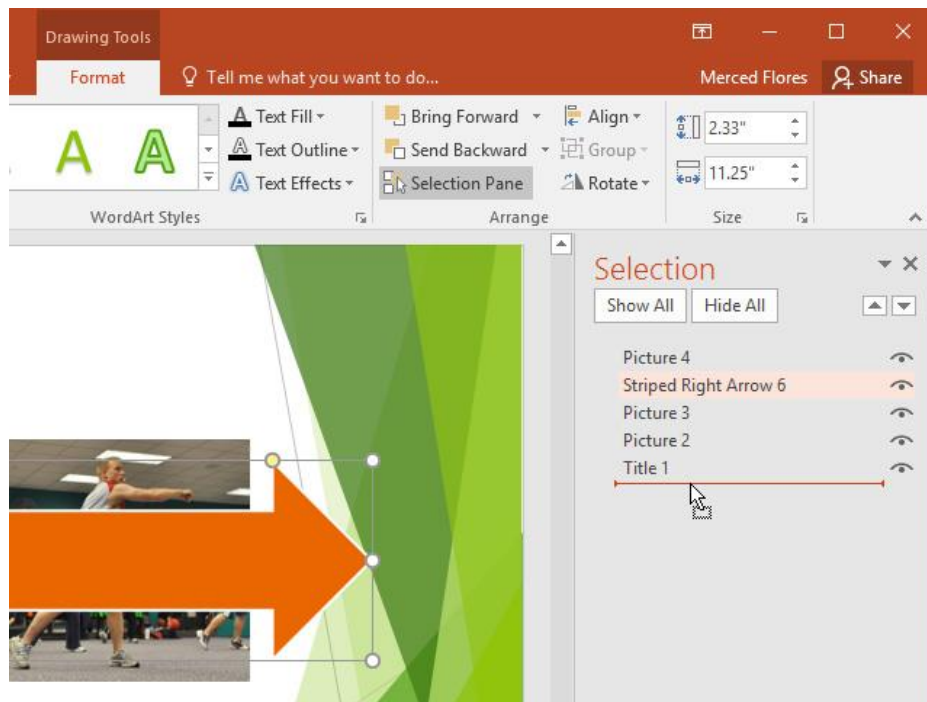 Drawing Tools
Format Tell me what you want to do... Merced Flores Share
A A
A Text Fill
A Text Outline
A Text Effects
Bring Forward
Send Backward
Selection Pane
Align
Group
Rotate
2.33"
11.25"
WordArt Styles Arrange Size
Selection
Show All Hide All
Picture 4
Striped Right Arrow 6
Picture 3
Picture 2
Title 1